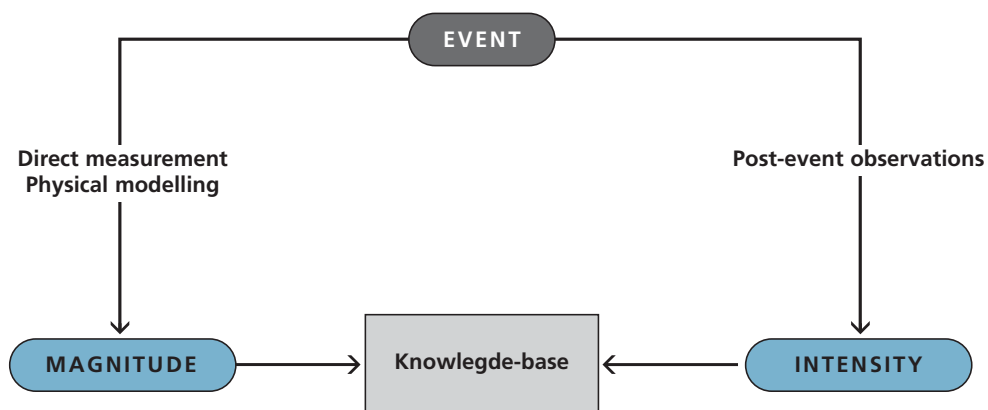 EVENT
Direct measurement
Physical modelling
Post-event observations
MAGNITUDE
Knowlegde-base
INTENSITY